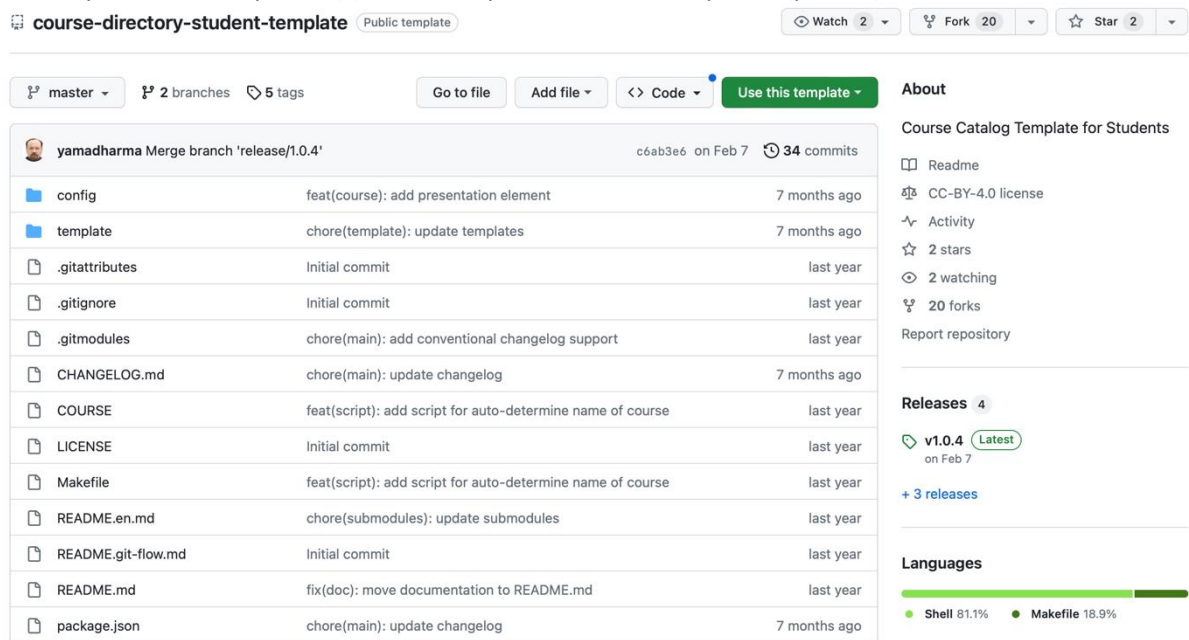 course-directory-student-template Public template Watch 2 Fork 20 Star 2
master 2 branches 5 tags Go to file Add file <> Code Use this template
yamadharma Merge branch 'release/1.0.4' c6ab3e6 on Feb 7 34 commits
config feat(course): add presentation element 7 months ago
template chore(template): update templates 7 months ago
.gitattributes Initial commit last year
.gitignore Initial commit last year
.gitmodules chore(main): add conventional changelog support last year
CHANGELOG.md chore(main): update changelog 7 months ago
COURSE feat(script): add script for auto-determine name of course last year
LICENSE Initial commit last year
Makefile feat(script): add script for auto-determine name of course last year
README.en.md chore(submodules): update submodules last year
README.git-flow.md Initial commit last year
README.md fix(doc): move documentation to README.md last year
package.json chore(main): update changelog 7 months ago
About
Course Catalog Template for Students
Readme
CC-BY-4.0 license
Activity
2 stars
2 watching
20 forks
Report repository
Releases 4
v1.0.4 Latest
on Feb 7
+ 3 releases
Languages
Shell 81.1% Makefile 18.9%